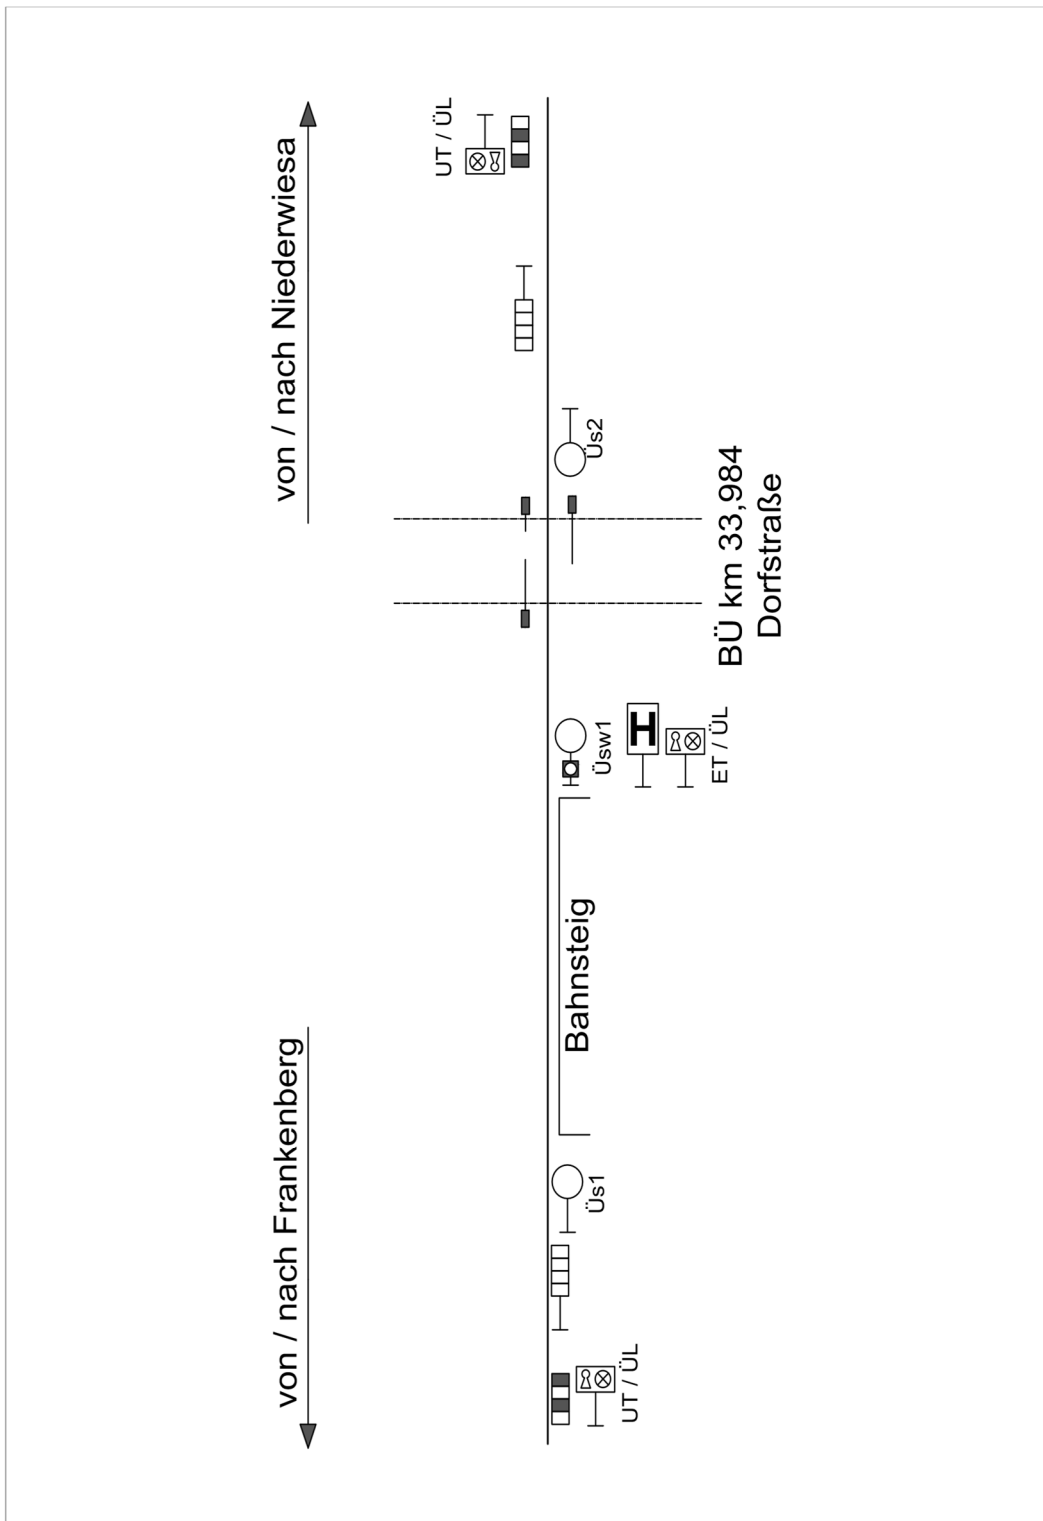 von / nach Frankenberg
von / nach Niederwiesa
UT / ÜL
Üs1
Bahnsteig
Üsw1
H
ET / ÜL
BÜ km 33,984
Dorfstraße
Üs2
UT / ÜL